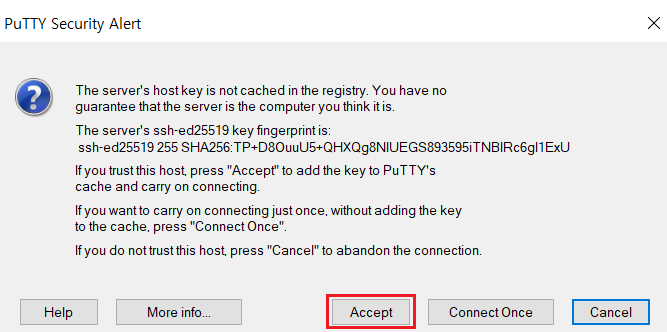 PuTTY Security Alert
The server's host key is not cached in the registry. You have no
guarantee that the server is the computer you think it is.
The server's ssh-ed25519 key fingerprint is:
ssh-ed25519 255 SHA256:TP+D8OuuU5+QHXQg8NlUEGS893595iTNBlRc6gl1ExU
If you trust this host, press "Accept" to add the key to PuTTY's
cache and carry on connecting.
If you want to carry on connecting just once, without adding the key
to the cache, press "Connect Once".
If you do not trust this host, press "Cancel" to abandon the connection.
Help More info... Accept Connect Once Cancel